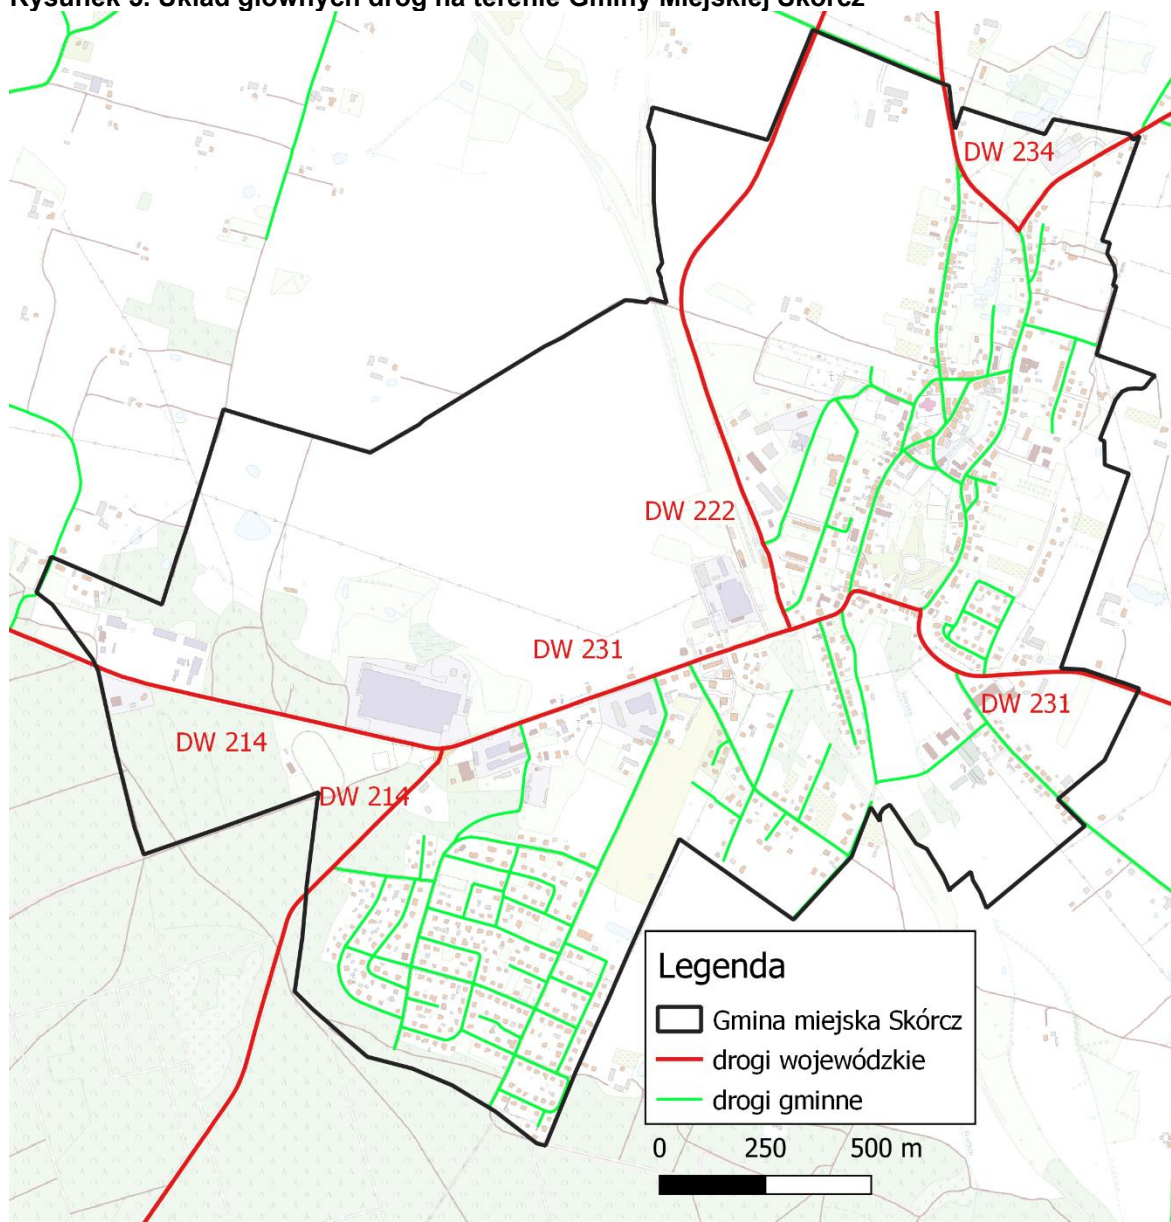 Rysunek 3. Układ głównych dróg na terenie Gminy Miejskiej Skórcz
DW 234
DW 222
DW 231
DW 231
DW 214
DW 214
Legenda
Gmina miejska Skórcz
drogi wojewódzkie
drogi gminne
0 250 500 m